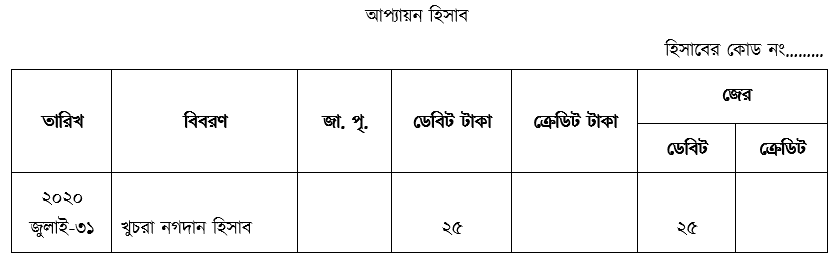 আপ্যায়ন হিসাব
হিসাবের কোড নং.........
তারিখ বিবরণ জা. পৃ. ডেবিট টাকা ক্রেডিট টাকা জের
ডেবিট ক্রেডিট
২০২০
জুলাই-৩১ খুচরা নগদান হিসাব ২৫ ২৫